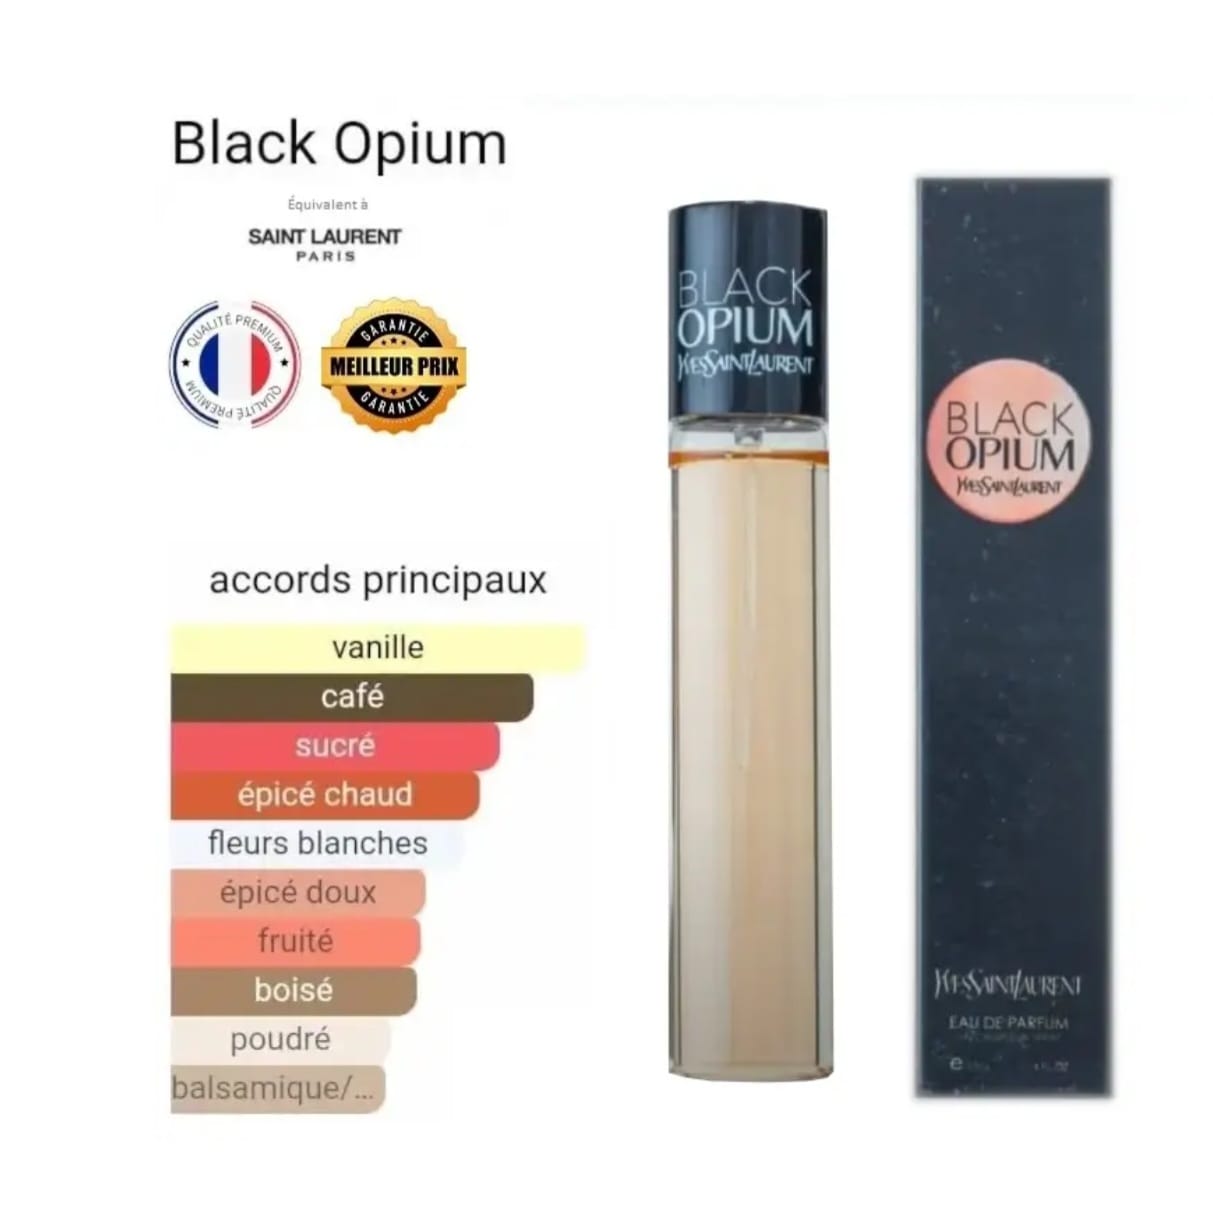 Black Opium
Équivalent à
SAINT LAURENT
PARIS
QUALITÉ PREMIUM
QUALITÉ PREMIUM
GARANTIE
MEILLEUR PRIX
GARANTIE
accords principaux
vanille
café
sucré
épicé chaud
fleurs blanches
épicé doux
fruité
boisé
poudré
balsamique/...
BLACK
OPIUM
YVESSAINTLAURENT
BLACK
OPIUM
YVESSAINTLAURENT
YVESSAINTLAURENT
EAU DE PARFUM
e